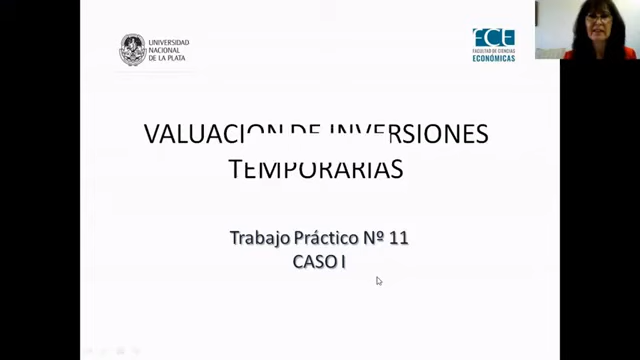 UNIVERSIDAD
NACIONAL
DE LA PLATA
FCE
FACULTAD DE CIENCIAS
ECONÓMICAS
VALUACION DE INVERSIONES
TEMPORARIAS
Trabajo Práctico Nº 11
CASO I